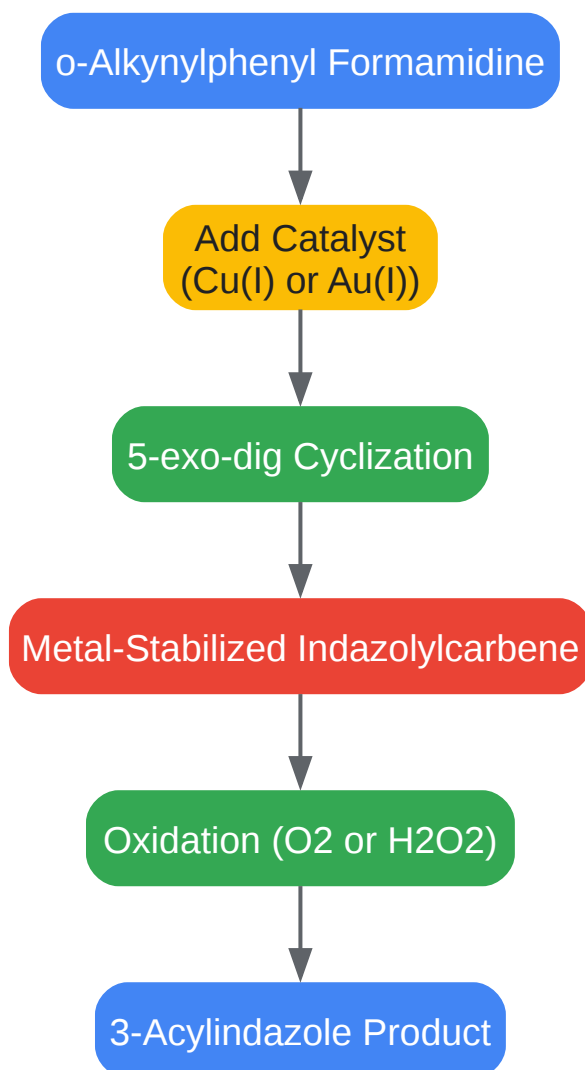 o-Alkynylphenyl Formamidine
Add Catalyst
(Cu(I) or Au(I))
5-exo-dig Cyclization
Metal-Stabilized Indazolylcarbene
Oxidation (O2 or H2O2)
3-Acylindazole Product